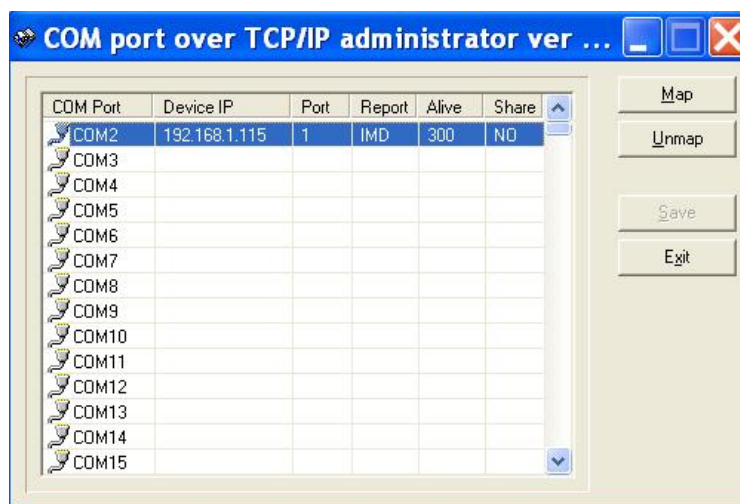 COM port over TCP/IP administrator ver ...
COM Port Device IP Port Report Alive Share
COM2 192.168.1.115 1 IMD 300 NO
COM3
COM4
COM5
COM6
COM7
COM8
COM9
COM10
COM11
COM12
COM13
COM14
COM15
Map
Unmap
Save
Exit